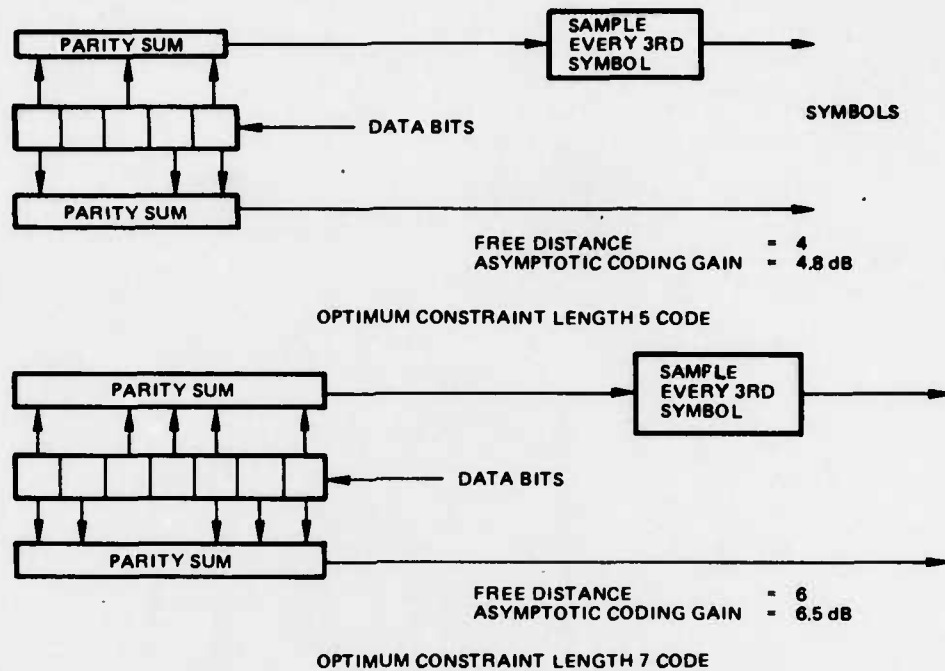 PARITY SUM
SAMPLE
EVERY 3RD
SYMBOL
DATA BITS
SYMBOLS
PARITY SUM
FREE DISTANCE = 4
ASYMPTOTIC CODING GAIN = 4.8 dB
OPTIMUM CONSTRAINT LENGTH 5 CODE
PARITY SUM
SAMPLE
EVERY 3RD
SYMBOL
DATA BITS
PARITY SUM
FREE DISTANCE = 6
ASYMPTOTIC CODING GAIN = 6.5 dB
OPTIMUM CONSTRAINT LENGTH 7 CODE